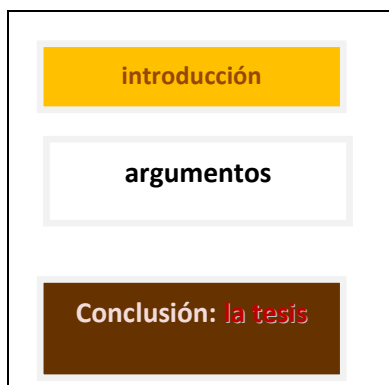 introducción
argumentos
Conclusión: la tesis